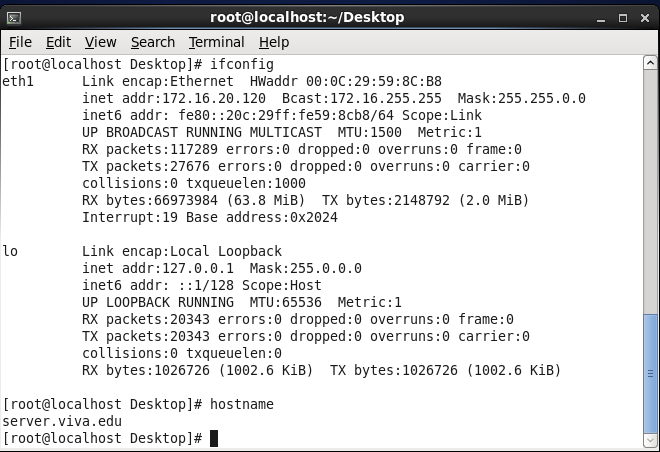 root@localhost:~/Desktop
File Edit View Search Terminal Help
[root@localhost Desktop]# ifconfig
eth1      Link encap:Ethernet  HWaddr 00:0C:29:59:8C:B8
          inet addr:172.16.20.120  Bcast:172.16.255.255  Mask:255.255.0.0
          inet6 addr: fe80::20c:29ff:fe59:8cb8/64 Scope:Link
          UP BROADCAST RUNNING MULTICAST  MTU:1500  Metric:1
          RX packets:117289 errors:0 dropped:0 overruns:0 frame:0
          TX packets:27676 errors:0 dropped:0 overruns:0 carrier:0
          collisions:0 txqueuelen:1000
          RX bytes:66973984 (63.8 MiB)  TX bytes:2148792 (2.0 MiB)
          Interrupt:19 Base address:0x2024
lo        Link encap:Local Loopback
          inet addr:127.0.0.1  Mask:255.0.0.0
          inet6 addr: ::1/128 Scope:Host
          UP LOOPBACK RUNNING  MTU:65536  Metric:1
          RX packets:20343 errors:0 dropped:0 overruns:0 frame:0
          TX packets:20343 errors:0 dropped:0 overruns:0 carrier:0
          collisions:0 txqueuelen:0
          RX bytes:1026726 (1002.6 KiB)  TX bytes:1026726 (1002.6 KiB)
[root@localhost Desktop]# hostname
server.viva.edu
[root@localhost Desktop]#